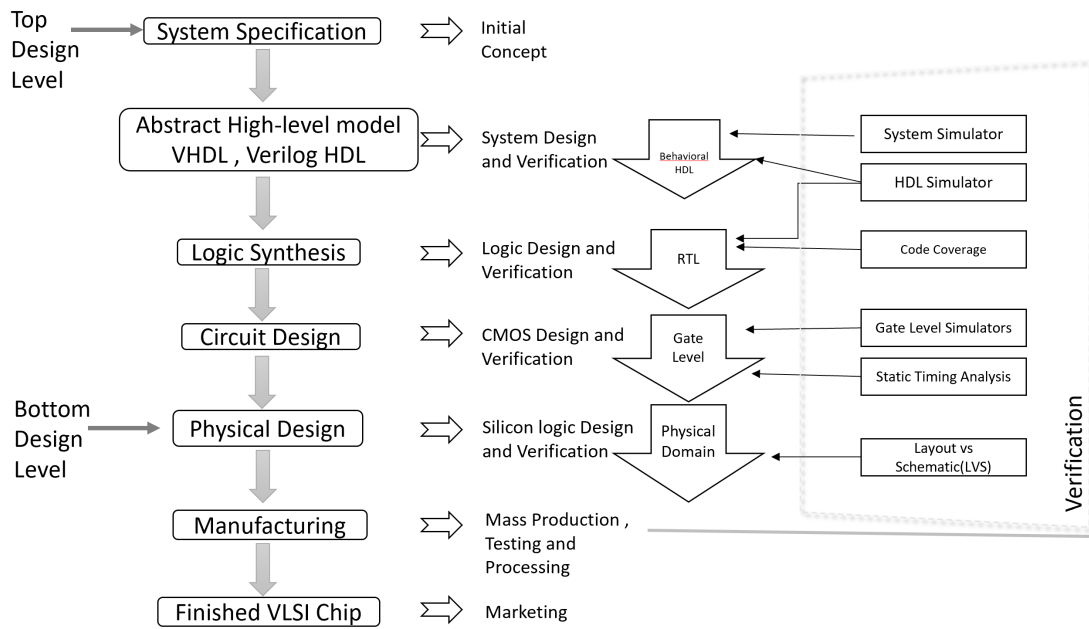 Top
Design
Level
System Specification
Initial
Concept
Abstract High-level model
VHDL , Verilog HDL
System Design
and Verification
Behavioral
HDL
System Simulator
HDL Simulator
Logic Synthesis
Logic Design and
Verification
RTL
Code Coverage
Circuit Design
CMOS Design and
Verification
Gate
Level
Gate Level Simulators
Static Timing Analysis
Bottom
Design
Level
Physical Design
Silicon logic Design
and Verification
Physical
Domain
Layout vs
Schematic(LVS)
Verification
Manufacturing
Mass Production ,
Testing and
Processing
Finished VLSI Chip
Marketing